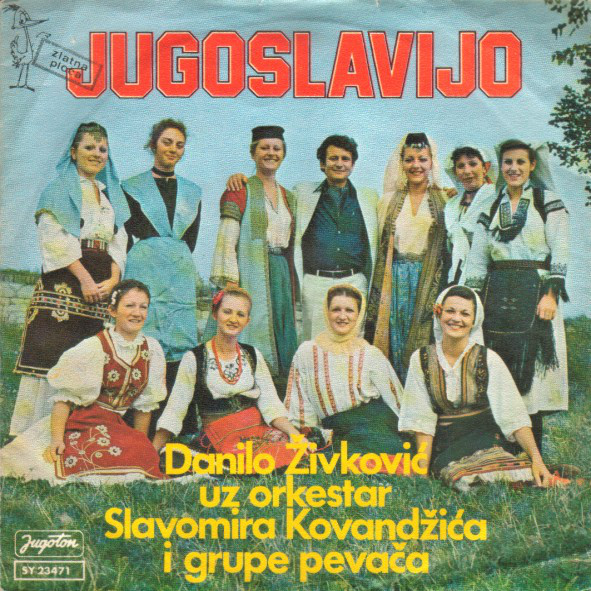 zlatna
ploča
JUGOSLAVIJO
Danilo Živković
uz orkestar
Slavomira Kovandžića
i grupe pevača
Jugoton
SY 23471